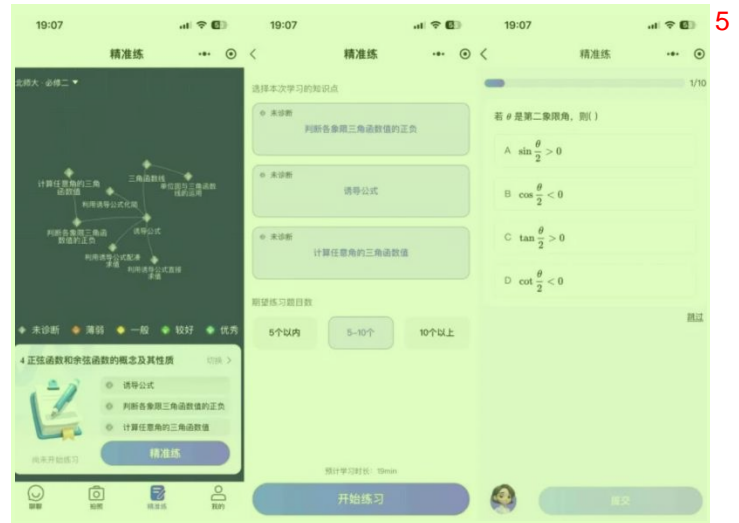 5
19:07
精准练
北师大·必修二
计算任意角的三角
函数值
三角函数线
单位圆与三角函数
线的运用
利用诱导公式化简
判断各象限三角函
数值的正负
诱导公式
利用诱导公式配凑
求值
利用诱导公式直接
求值
未诊断 薄弱 一般 较好 优秀
4 正弦函数和余弦函数的概念及其性质 切换 >
诱导公式
判断各象限三角函数值的正负
计算任意角的三角函数值
尚未开始练习 精准练
聊聊 拍照 精准练 我的
19:07
精准练
选择本次学习的知识点
未诊断
判断各象限三角函数值的正负
未诊断
诱导公式
未诊断
计算任意角的三角函数值
期望练习题目数
5个以内 5-10个 10个以上
预计学习时长: 19min
开始练习
19:07
精准练
1/10
若 θ 是第二象限角，则( )
A sin θ/2 > 0
B cos θ/2 < 0
C tan θ/2 > 0
D cot θ/2 < 0
跳过
提交